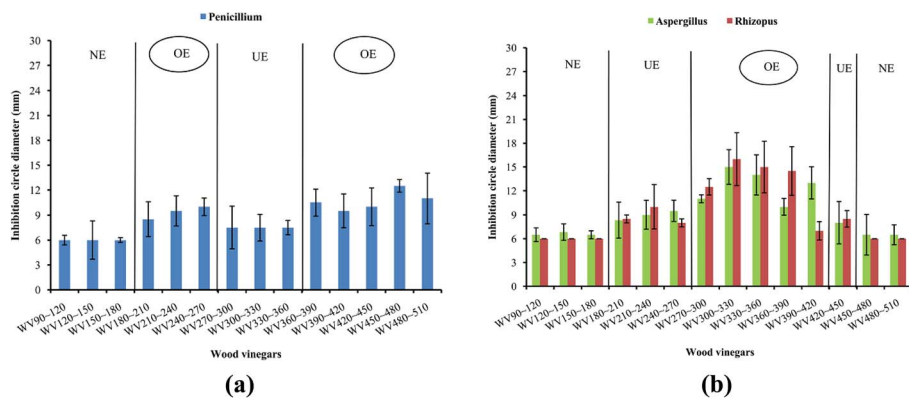 Penicillium
30
27
24
21
18
15
12
9
6
3
0
Inhibition circle diameter (mm)
NE
OE
UE
OE
WV90~120
WV120~150
WV150~180
WV180~210
WV210~240
WV240~270
WV270~300
WV300~330
WV330~360
WV360~390
WV390~420
WV420~450
WV450~480
WV480~510
Wood vinegars
(a)
Aspergillus Rhizopus
30
27
24
21
18
15
12
9
6
3
0
Inhibition circle diameter (mm)
NE
UE
OE
UE
NE
WV90~120
WV120~150
WV150~180
WV180~210
WV210~240
WV240~270
WV270~300
WV300~330
WV330~360
WV360~390
WV390~420
WV420~450
WV450~480
WV480~510
Wood vinegars
(b)